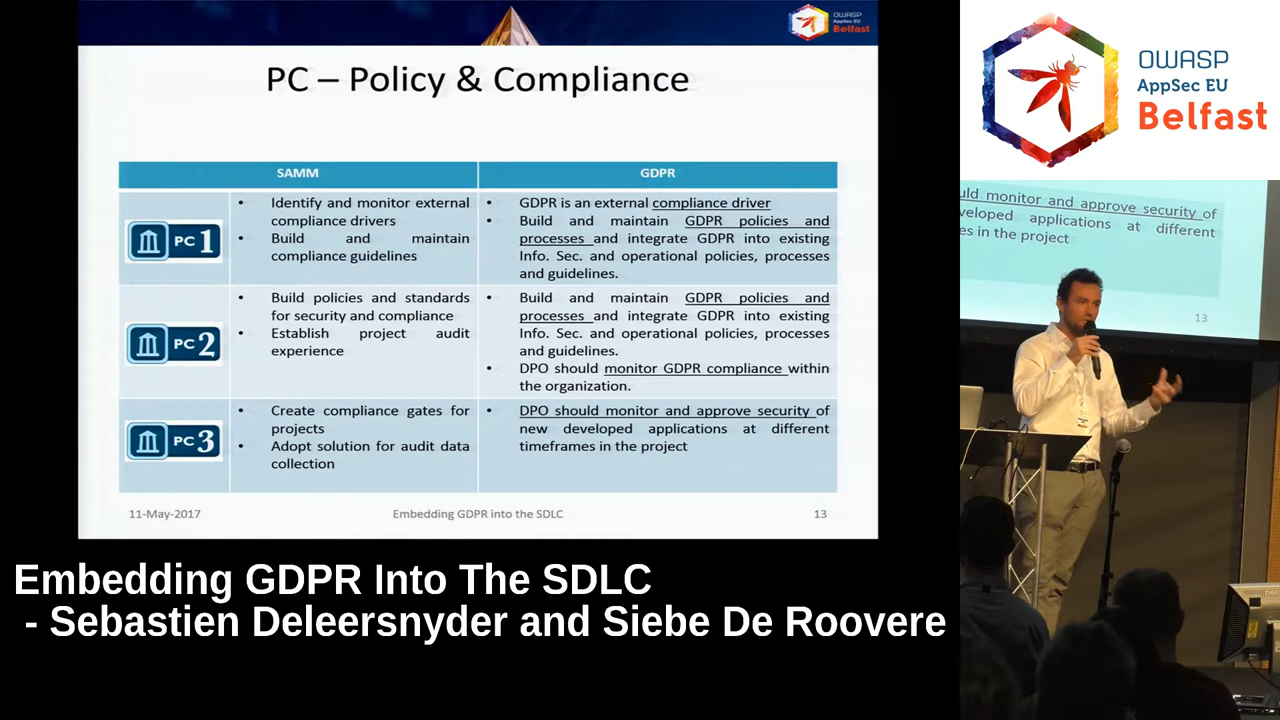 OWASP
AppSec EU
Belfast
PC – Policy & Compliance
SAMM
GDPR
PC 1
• Identify and monitor external
compliance drivers
• Build and maintain
compliance guidelines
• GDPR is an external compliance driver
• Build and maintain GDPR policies and
processes and integrate GDPR into existing
Info. Sec. and operational policies, processes
and guidelines.
PC 2
• Build policies and standards
for security and compliance
• Establish project audit
experience
• Build and maintain GDPR policies and
processes and integrate GDPR into existing
Info. Sec. and operational policies, processes
and guidelines.
• DPO should monitor GDPR compliance within
the organization.
PC 3
• Create compliance gates for
projects
• Adopt solution for audit data
collection
• DPO should monitor and approve security of
new developed applications at different
timeframes in the project
11-May-2017
Embedding GDPR into the SDLC
13
OWASP
AppSec EU
Belfast
uld monitor and approve security of
veloped applications at different
es in the project
13
Embedding GDPR Into The SDLC
- Sebastien Deleersnyder and Siebe De Roovere